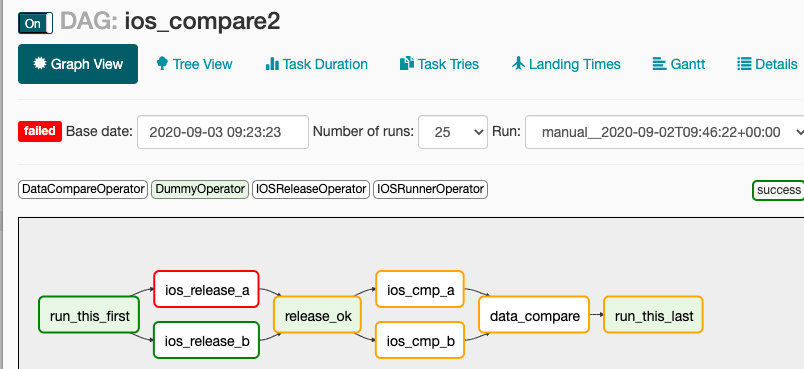 On DAG: ios_compare2
Graph View Tree View Task Duration Task Tries Landing Times Gantt Details
failed Base date: 2020-09-03 09:23:23 Number of runs: 25 Run: manual__2020-09-02T09:46:22+00:00
DataCompareOperator DummyOperator IOSReleaseOperator IOSRunnerOperator success
ios_release_a ios_cmp_a
run_this_first release_ok data_compare run_this_last
ios_release_b ios_cmp_b